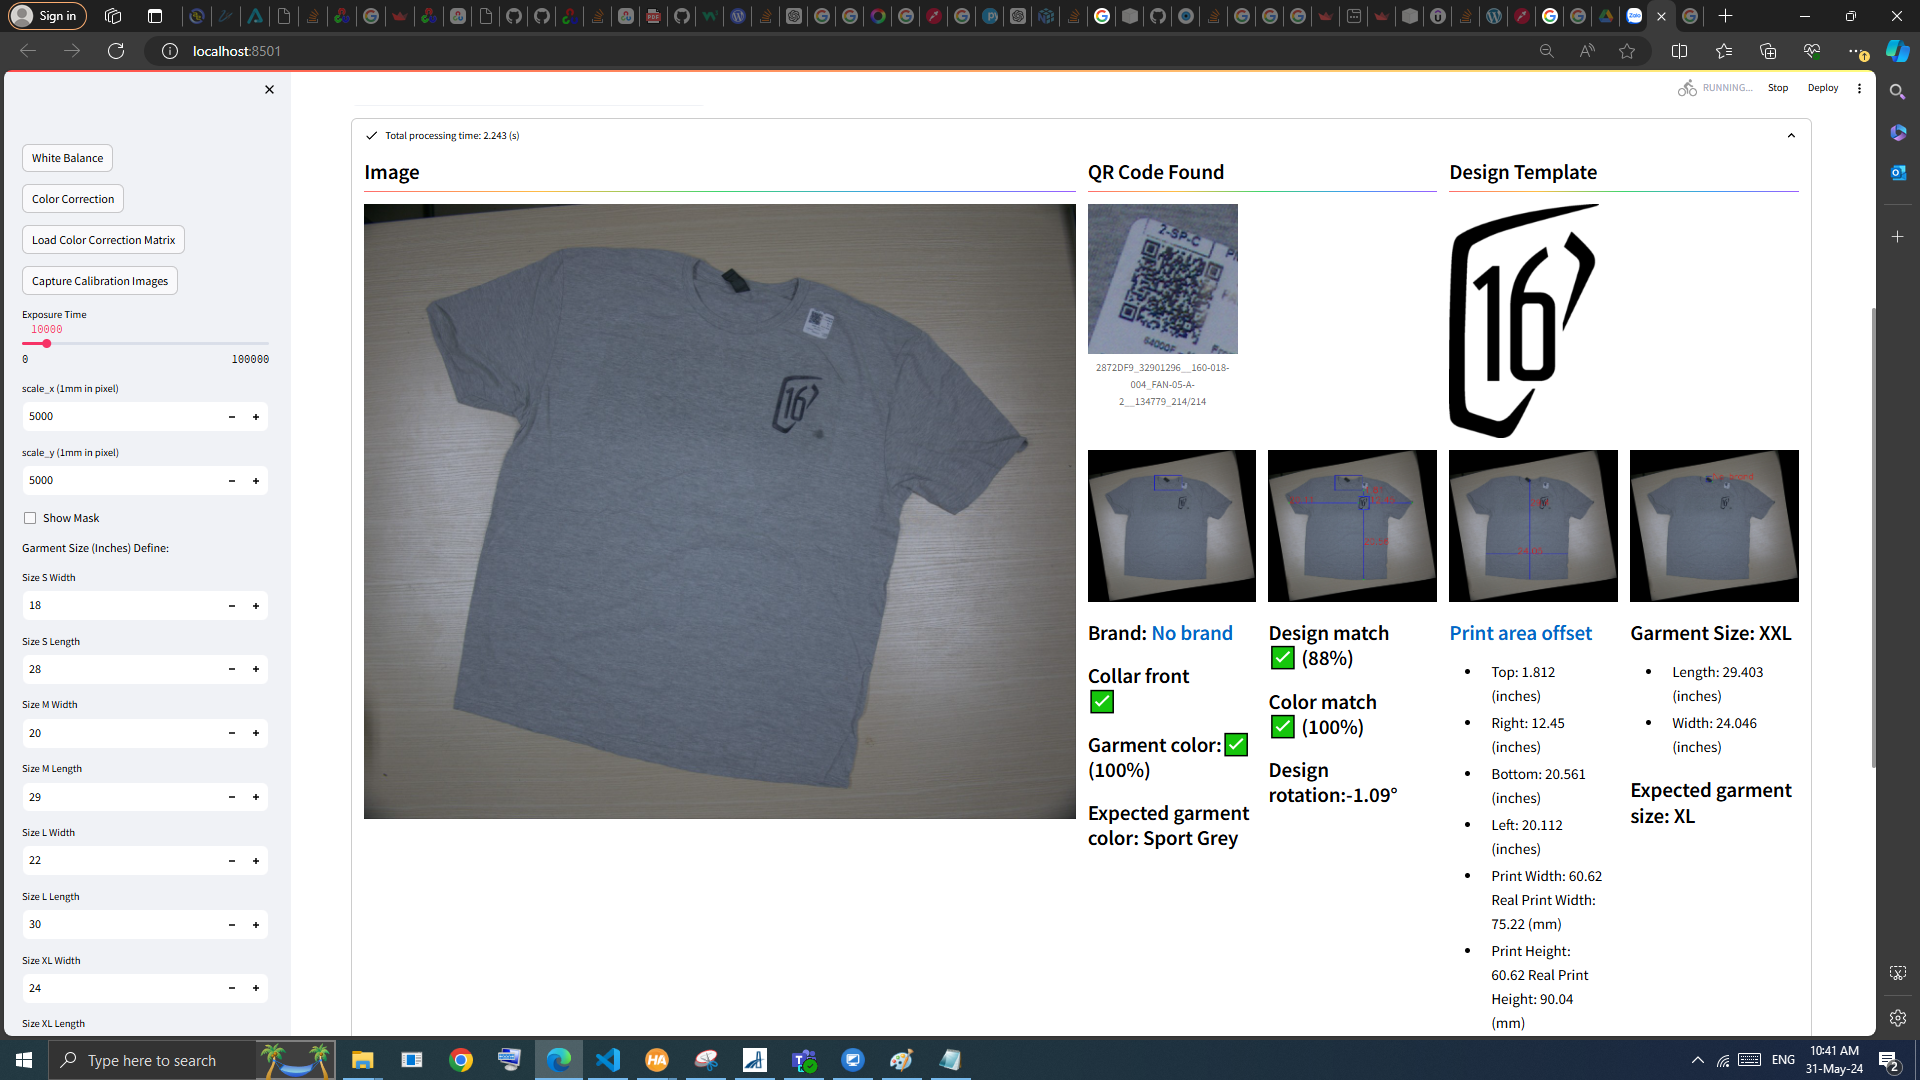 Sign in
localhost:8501
RUNNING...
Stop
Deploy
White Balance
Color Correction
Load Color Correction Matrix
Capture Calibration Images
Exposure Time
10000
0
100000
scale_x (1mm in pixel)
5000
scale_y (1mm in pixel)
5000
Show Mask
Garment Size (Inches) Define:
Size S Width
18
Size S Length
28
Size M Width
20
Size M Length
29
Size L Width
22
Size L Length
30
Size XL Width
24
Size XL Length
Total processing time: 2.243 (s)
Image
16
QR Code Found
2-SP-C
64000F
2872DF9_32901296__160-018-
004_FAN-05-A-
2__134779_214/214
Design Template
16
Brand: No brand
Collar front
Garment color:
(100%)
Expected garment
color: Sport Grey
Design match
(88%)
Color match
(100%)
Design
rotation:-1.09°
Print area offset
Top: 1.812
(inches)
Right: 12.45
(inches)
Bottom: 20.561
(inches)
Left: 20.112
(inches)
Print Width: 60.62
Real Print Width:
75.22 (mm)
Print Height:
60.62 Real Print
Height: 90.04
(mm)
Garment Size: XXL
Length: 29.403
(inches)
Width: 24.046
(inches)
Expected garment
size: XL
Type here to search
ENG
10:41 AM
31-May-24
2